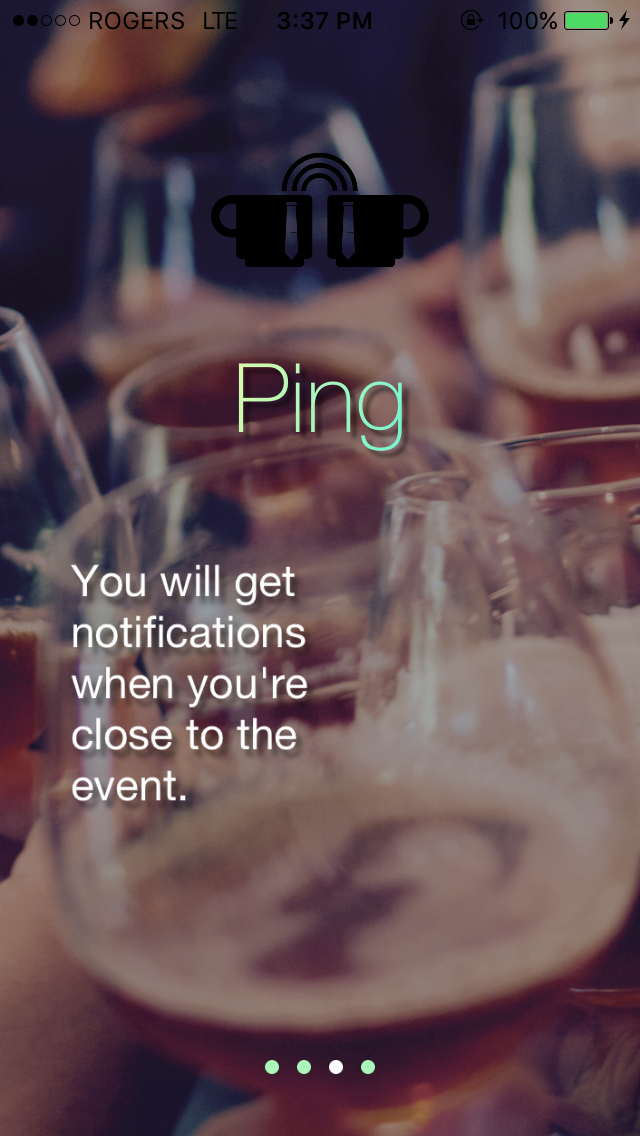 ROGERS LTE 3:37 PM 100%
Ping
You will get
notifications
when you're
close to the
event.